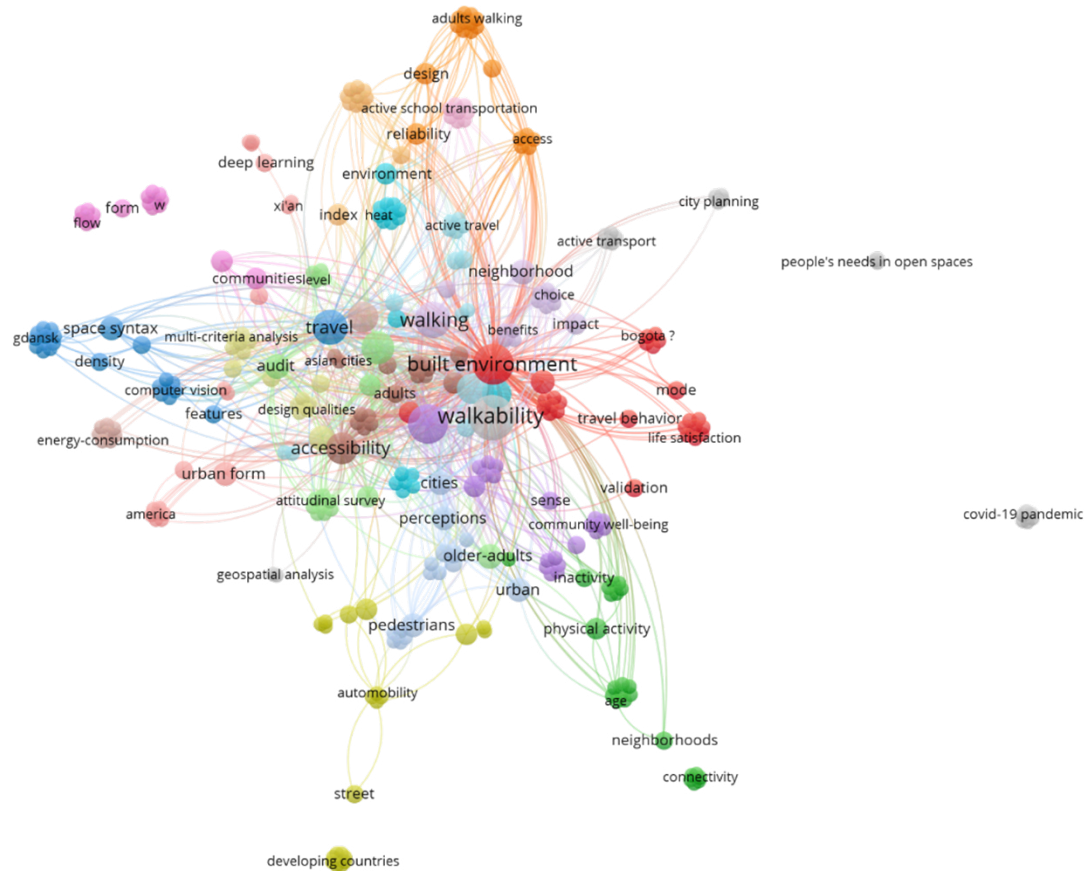 adults walking
design
active school transportation
reliability
access
deep learning
environment
xi'an
index
heat
active travel
city planning
form
w
flow
active transport
people's needs in open spaces
communities
level
neighborhood
choice
gdansk
space syntax
travel
walking
benefits
impact
bogota ?
multi-criteria analysis
density
audit
asian cities
built environment
computer vision
adults
mode
features
design qualities
walkability
travel behavior
life satisfaction
energy-consumption
accessibility
urban form
cities
validation
america
attitudinal survey
sense
perceptions
community well-being
covid-19 pandemic
older-adults
geospatial analysis
inactivity
urban
pedestrians
physical activity
automobility
age
neighborhoods
connectivity
street
developing countries